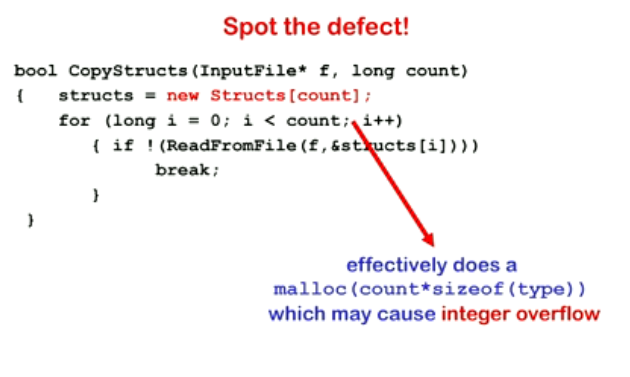 Spot the defect!
bool CopyStructs(InputFile* f, long count)
{   structs = new Structs[count];
    for (long i = 0; i < count; i++)
       { if !(ReadFromFile(f,&structs[i])))
             break;
       }
 }
effectively does a
malloc(count*sizeof(type))
which may cause integer overflow